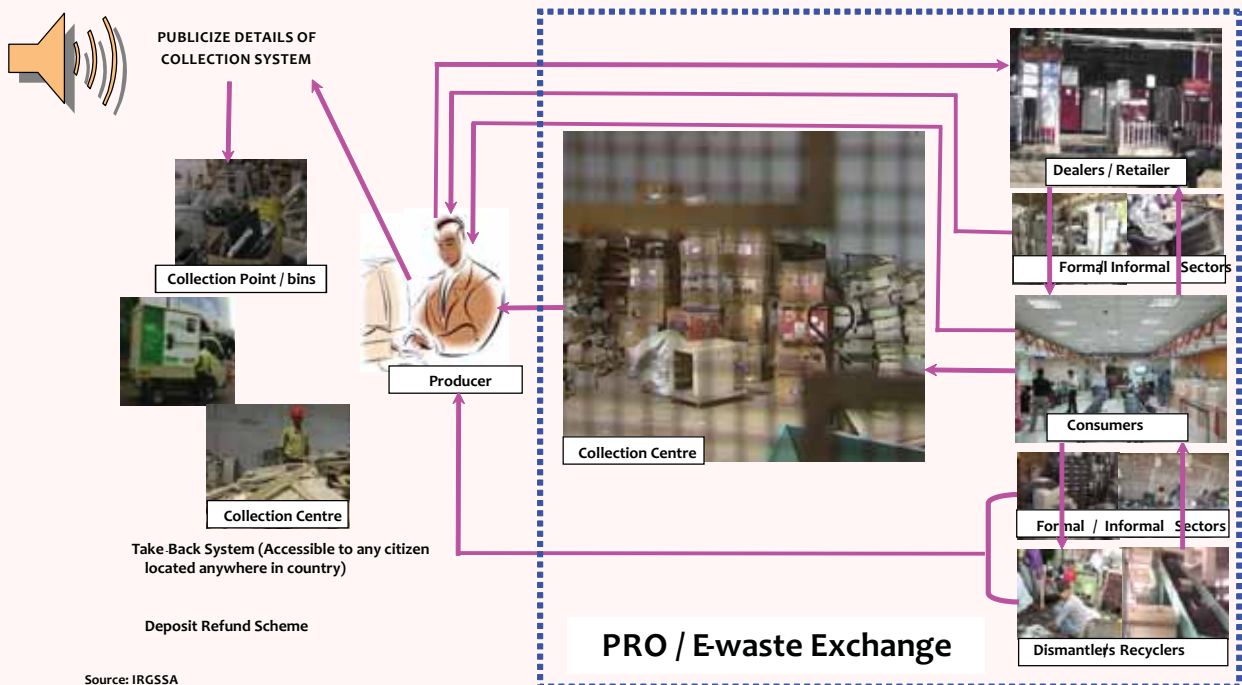 PUBLICIZE DETAILS OF
COLLECTION SYSTEM
Collection Point / bins
Collection Centre
Take-Back System (Accessible to any citizen
located anywhere in country)
Deposit Refund Scheme
Source: IRGSSA
Producer
Collection Centre
PRO / E-waste Exchange
Dealers / Retailer
Formal/ Informal Sectors
Consumers
Formal / Informal Sectors
Dismantlers/ Recyclers